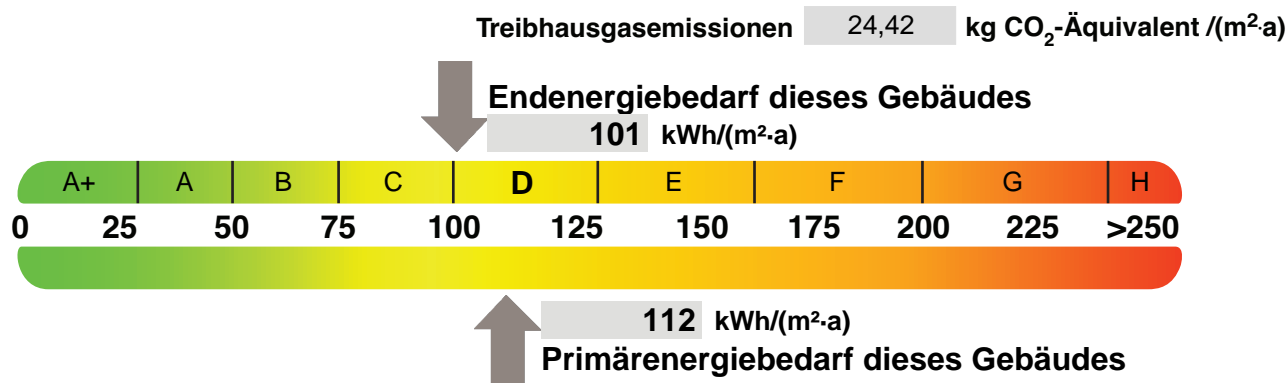 Treibhausgasemissionen 24,42 kg CO₂-Äquivalent /(m²·a)
Endenergiebedarf dieses Gebäudes
101 kWh/(m²·a)
A+ A B C D E F G H
0 25 50 75 100 125 150 175 200 225 >250
112 kWh/(m²·a)
Primärenergiebedarf dieses Gebäudes